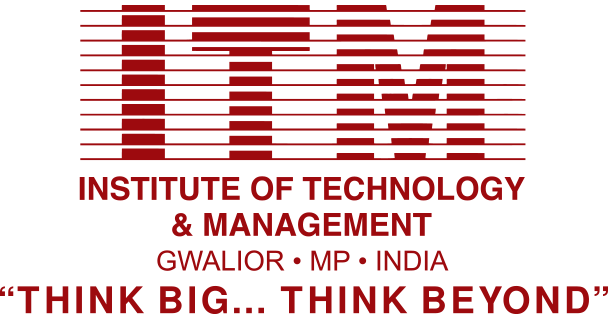 ITM
INSTITUTE OF TECHNOLOGY
& MANAGEMENT
GWALIOR • MP • INDIA
“THINK BIG... THINK BEYOND”